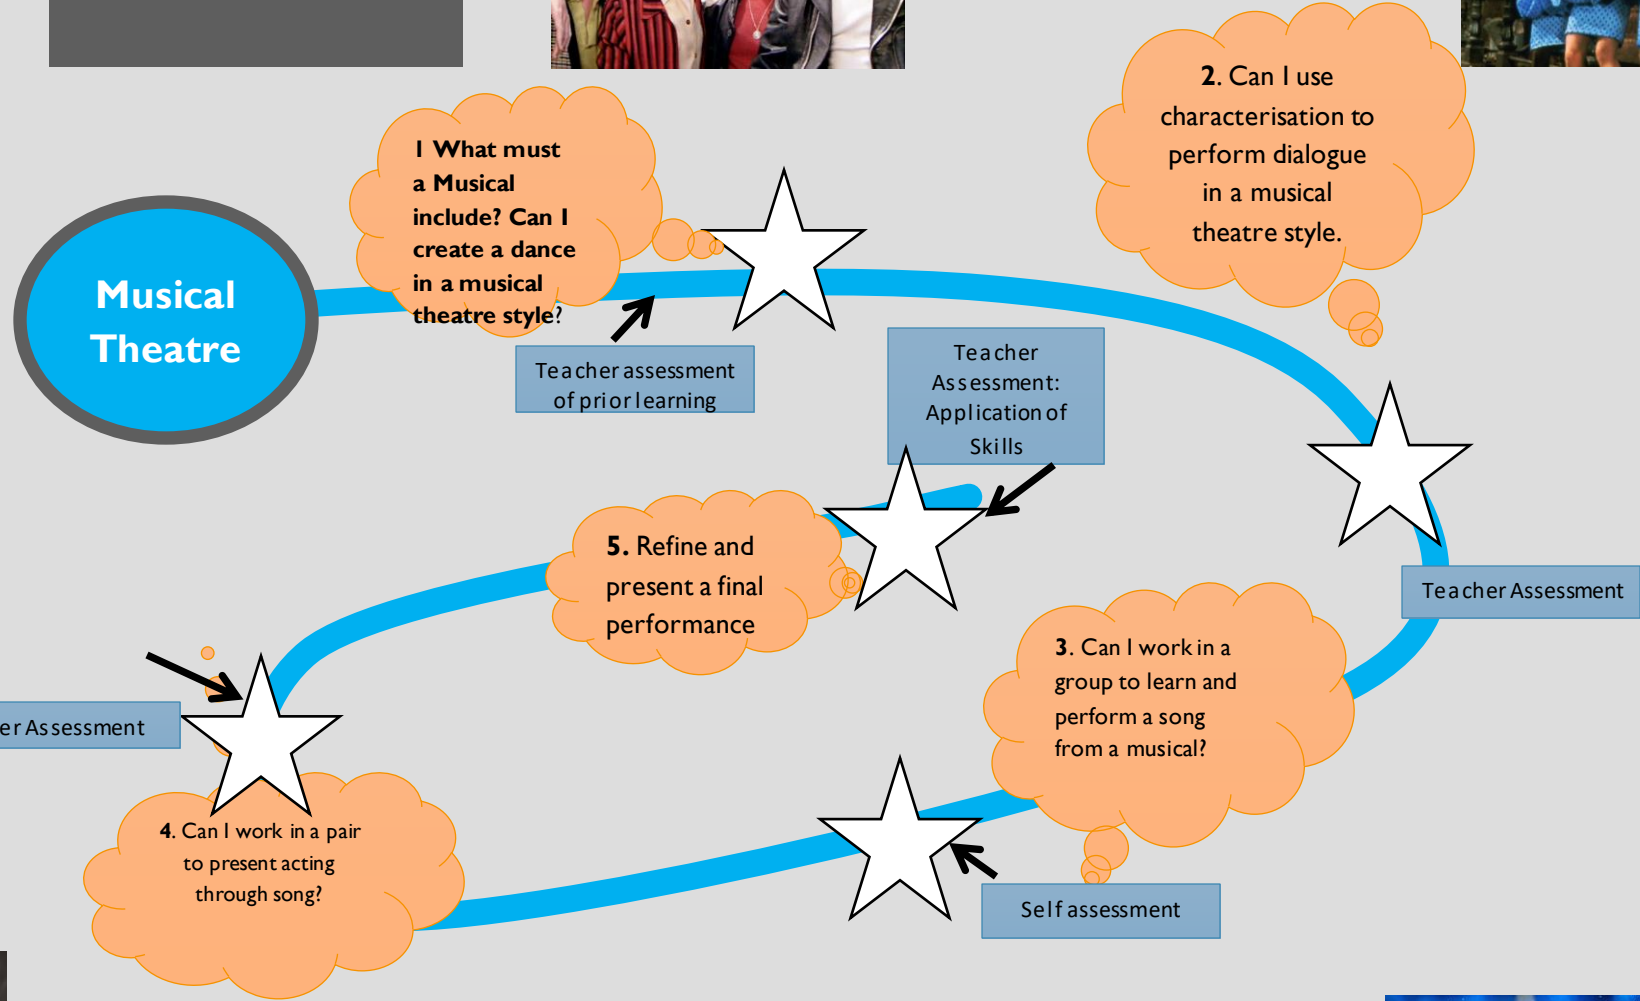 Musical
Theatre
1 What must
a Musical
include? Can I
create a dance
in a musical
theatre style?
Teacher assessment
of prior learning
2. Can I use
characterisation to
perform dialogue
in a musical
theatre style.
Teacher Assessment
3. Can I work in a
group to learn and
perform a song
from a musical?
Self assessment
4. Can I work in a pair
to present acting
through song?
er Assessment
5. Refine and
present a final
performance
Teacher
Assessment:
Application of
Skills